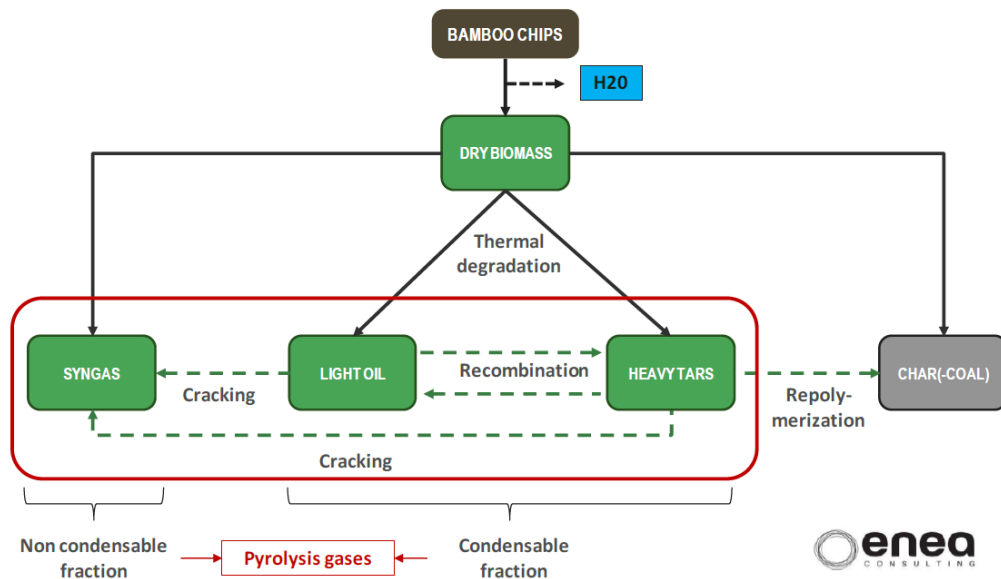 BAMBOO CHIPS
H20
DRY BIOMASS
Thermal
degradation
SYNGAS
Cracking
LIGHT OIL
Recombination
HEAVY TARS
Repoly-
merization
CHAR(-COAL)
Cracking
Non condensable
fraction
Pyrolysis gases
Condensable
fraction
enea
CONSULTING